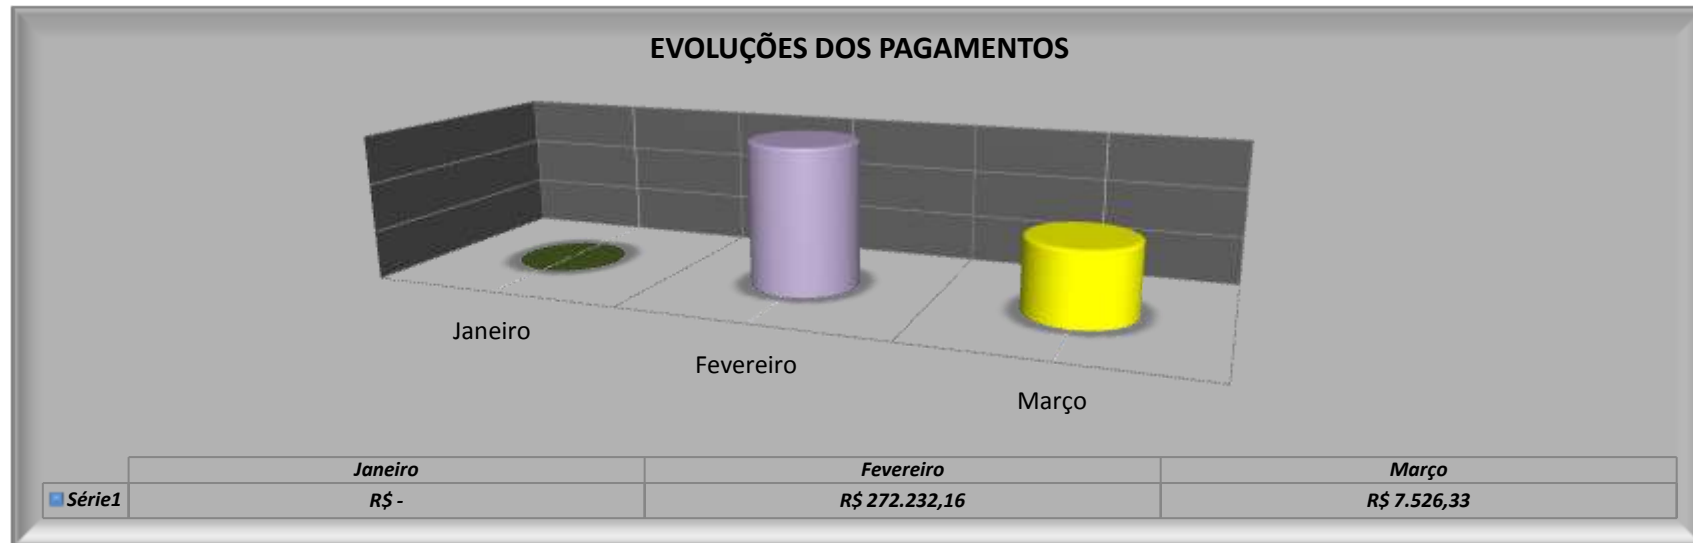 EVOLUÇÕES DOS PAGAMENTOS
Janeiro
Fevereiro
Março
Janeiro Fevereiro Março
Série1 R$ - R$ 272.232,16 R$ 7.526,33